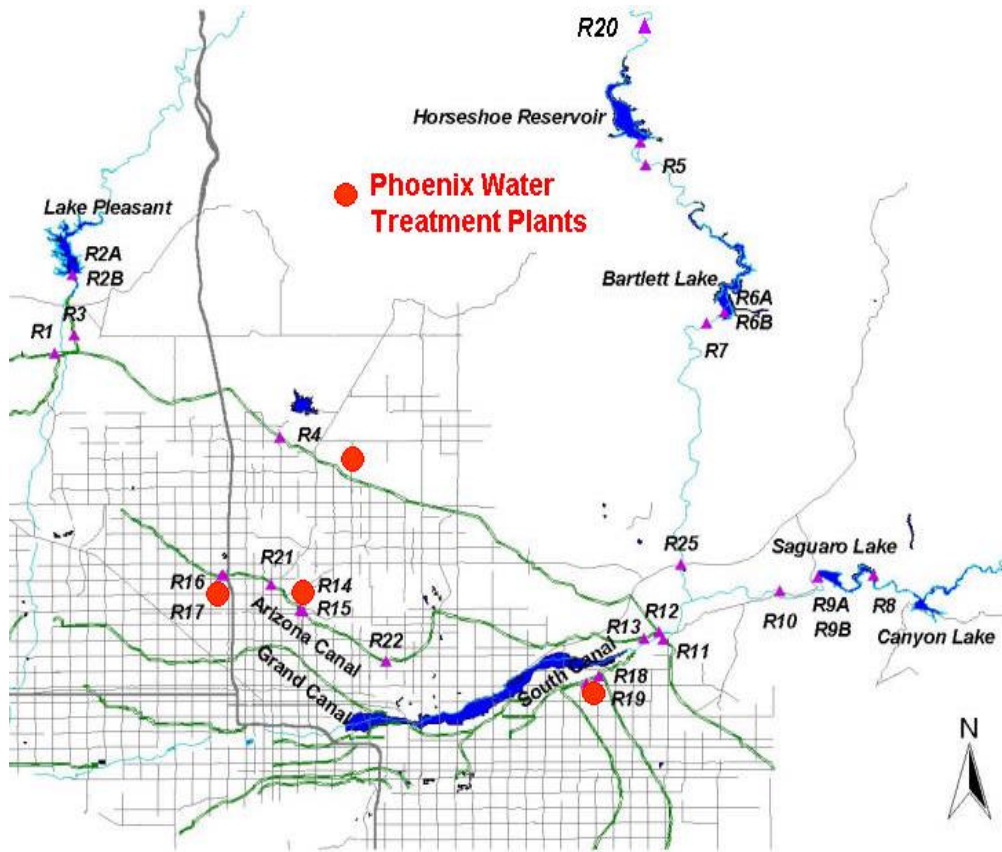 R20
Horseshoe Reservoir
R5
Phoenix Water
Treatment Plants
Lake Pleasant
R2A
R2B
Bartlett Lake
R6A
R6B
R3
R1
R7
R4
R25
Saguaro Lake
R21
R16
R14
R17
R15
R10
R9A
R8
R9B
Canyon Lake
Arizona Canal
R22
R12
R13
R11
Grand Canal
South Canal
R18
R19
N